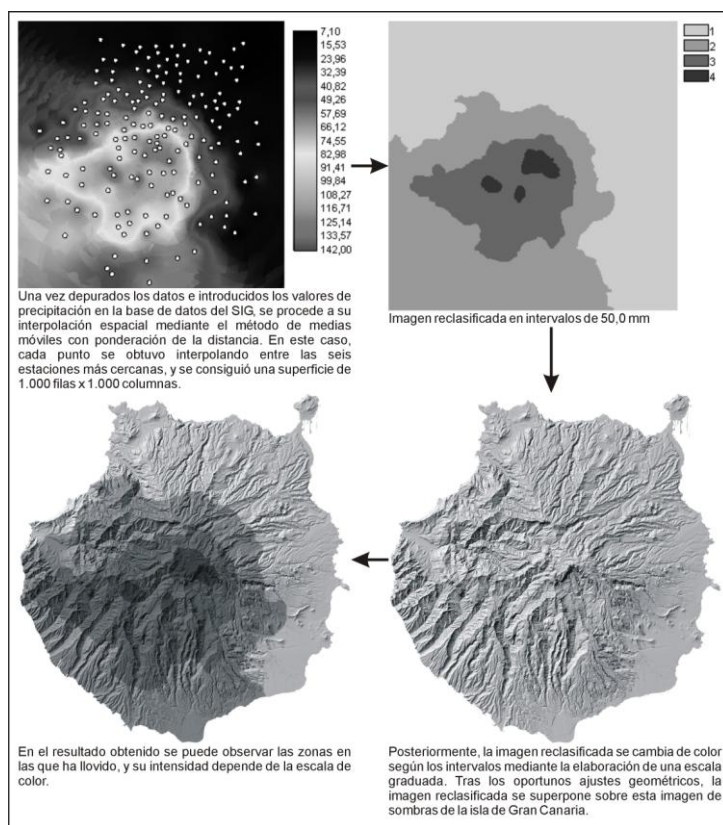 7,10
15,53
23,96
32,39
40,82
49,26
57,69
66,12
74,55
82,98
91,41
99,84
108,27
116,71
125,14
133,57
142,00
1
2
3
4
Una vez depurados los datos e introducidos los valores de
precipitación en la base de datos del SIG, se procede a su
interpolación espacial mediante el método de medias
móviles con ponderación de la distancia. En este caso,
cada punto se obtuvo interpolando entre las seis
estaciones más cercanas, y se consiguió una superficie de
1.000 filas x 1.000 columnas.
Imagen reclasificada en intervalos de 50,0 mm
En el resultado obtenido se puede observar las zonas en
las que ha llovido, y su intensidad depende de la escala de
color.
Posteriormente, la imagen reclasificada se cambia de color
según los intervalos mediante la elaboración de una escala
graduada. Tras los oportunos ajustes geométricos, la
imagen reclasificada se superpone sobre esta imagen de
sombras de la isla de Gran Canaria.